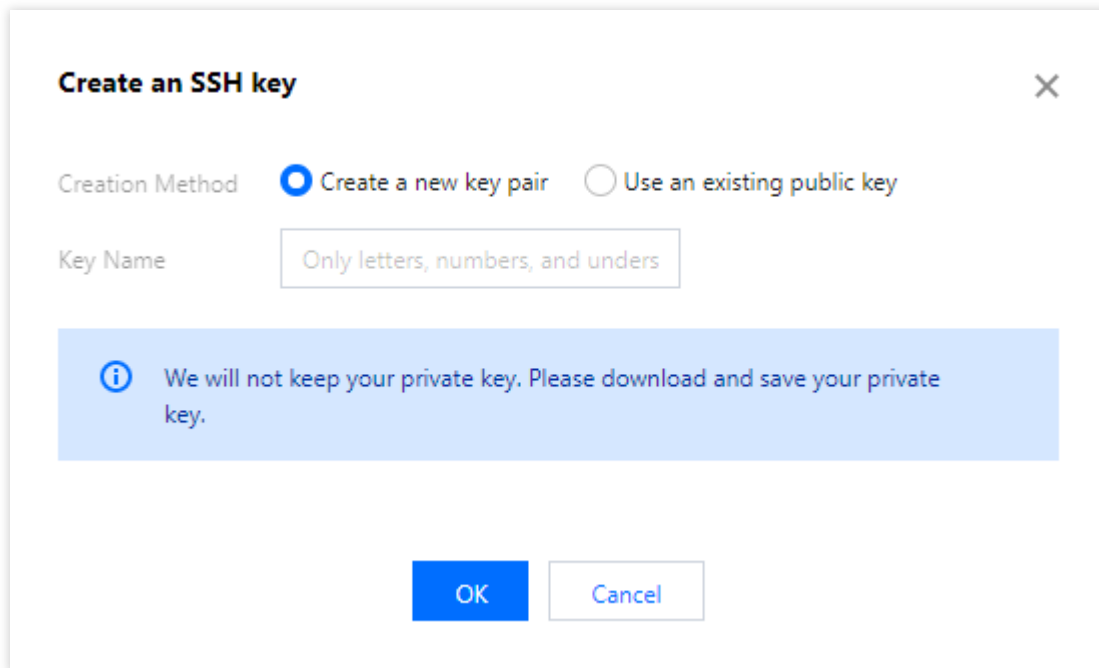 Create an SSH key
Creation Method Create a new key pair Use an existing public key
Key Name Only letters, numbers, and unders
We will not keep your private key. Please download and save your private
key.
OK Cancel